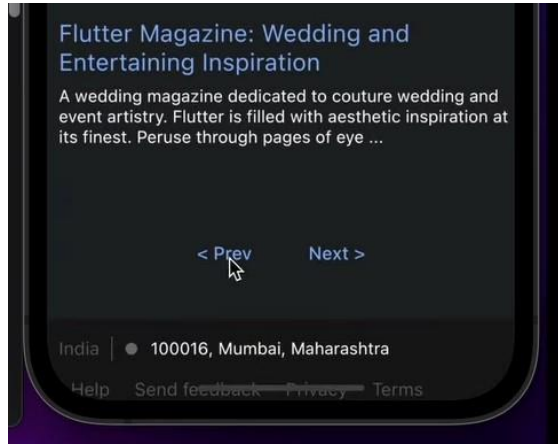 Flutter Magazine: Wedding and
Entertaining Inspiration
A wedding magazine dedicated to couture wedding and
event artistry. Flutter is filled with aesthetic inspiration at
its finest. Peruse through pages of eye ...
< Prev Next >
India 100016, Mumbai, Maharashtra
Help Send feedback Privacy Terms